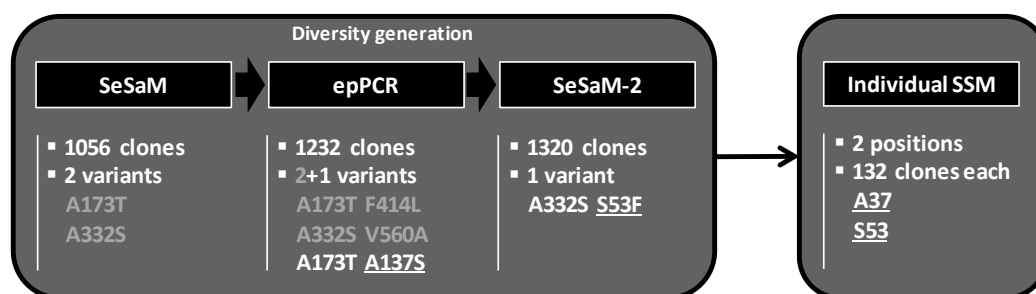 Diversity generation
SeSaM
▪ 1056 clones
▪ 2 variants
A173T
A332S
epPCR
▪ 1232 clones
▪ 2+1 variants
A173T F414L
A332S V560A
A173T A137S
SeSaM-2
▪ 1320 clones
▪ 1 variant
A332S S53F
Individual SSM
▪ 2 positions
▪ 132 clones each
A37
S53